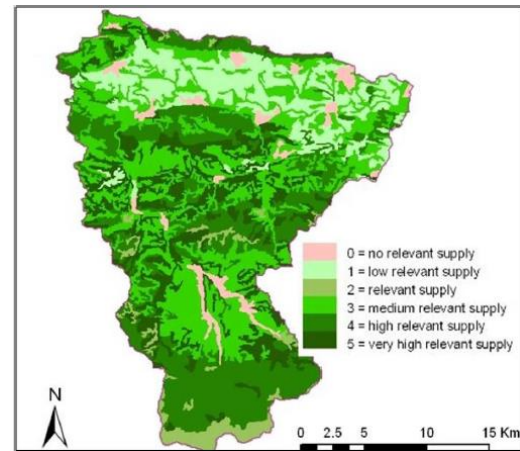 0 = no relevant supply
1 = low relevant supply
2 = relevant supply
3 = medium relevant supply
4 = high relevant supply
5 = very high relevant supply
N
0 2.5 5 10 15 Km